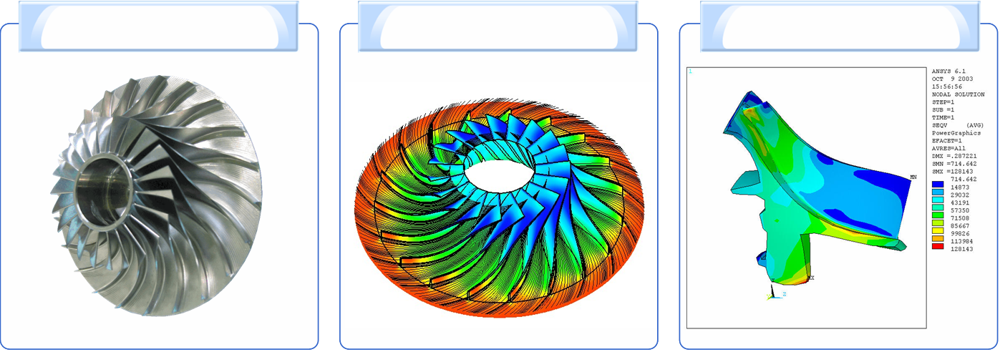 1
ANSYS 6.1
OCT 9 2003
15:56:56
NODAL SOLUTION
STEP=1
SUB =1
TIME=1
SEQV (AVG)
PowerGraphics
EFACET=1
AVRES=All
DMX =.287221
SMN =714.642
SMX =128143
714.642
14873
29032
43191
57350
71508
85667
99826
113984
128143
MN
MX
Z